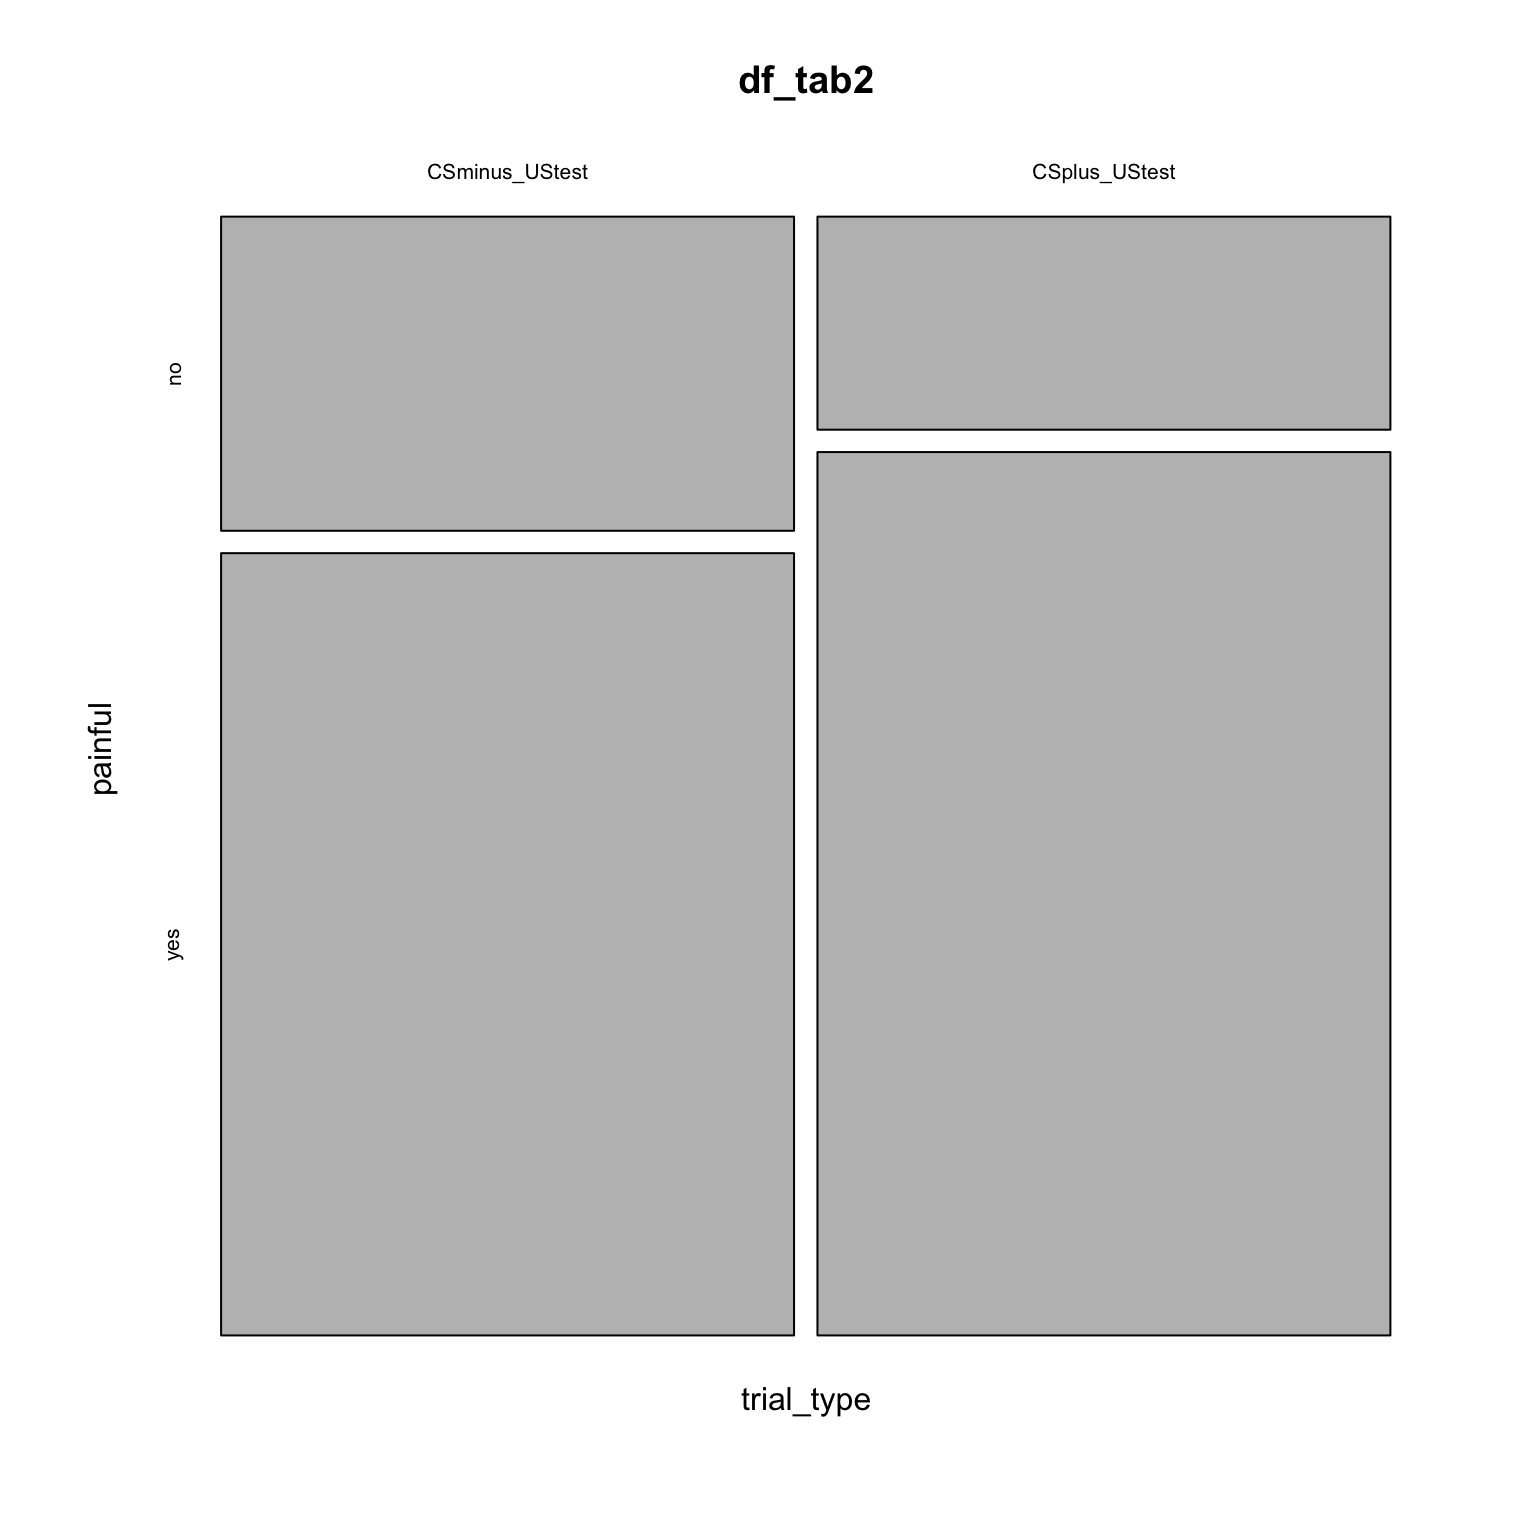 df_tab2
CSminus_UStest
CSplus_UStest
no
painful
yes
trial_type